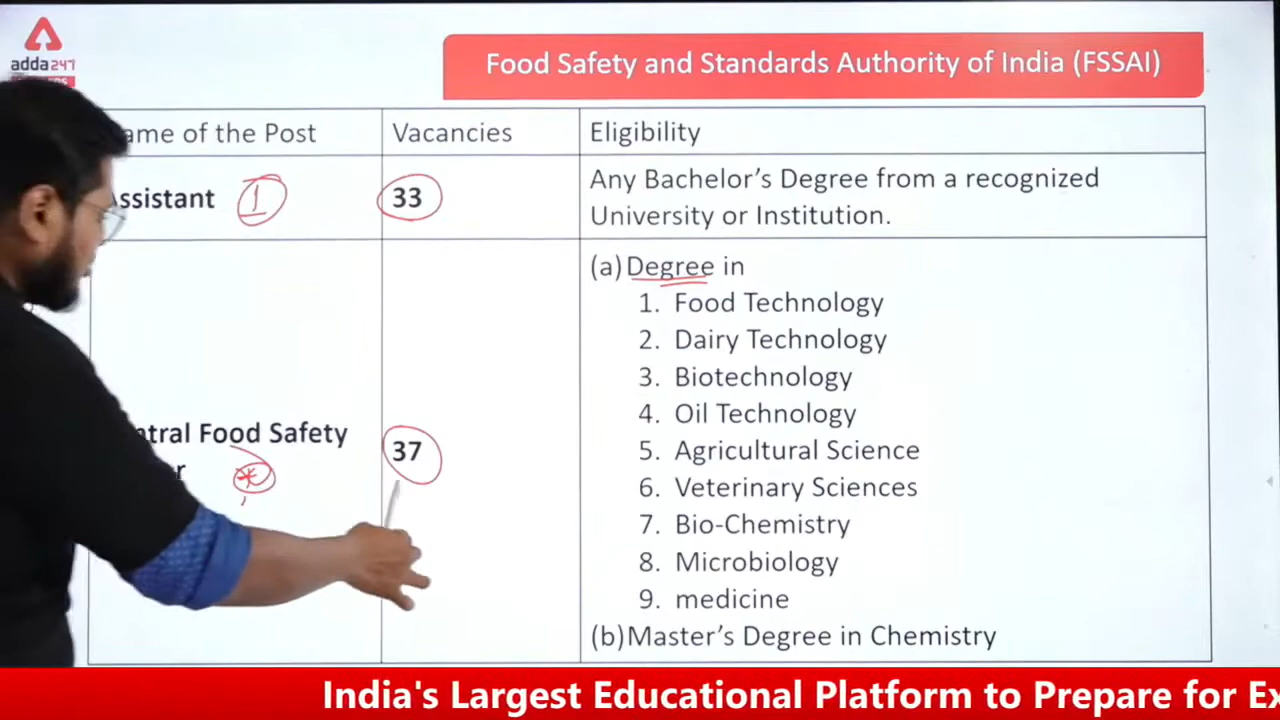 adda247
Food Safety and Standards Authority of India (FSSAI)
ame of the Post
Vacancies
Eligibility
ssistant
1
33
Any Bachelor's Degree from a recognized
University or Institution.
(a) Degree in
1. Food Technology
2. Dairy Technology
3. Biotechnology
4. Oil Technology
5. Agricultural Science
6. Veterinary Sciences
7. Bio-Chemistry
8. Microbiology
9. medicine
(b) Master's Degree in Chemistry
ntral Food Safety
r
37
India's Largest Educational Platform to Prepare for Ex